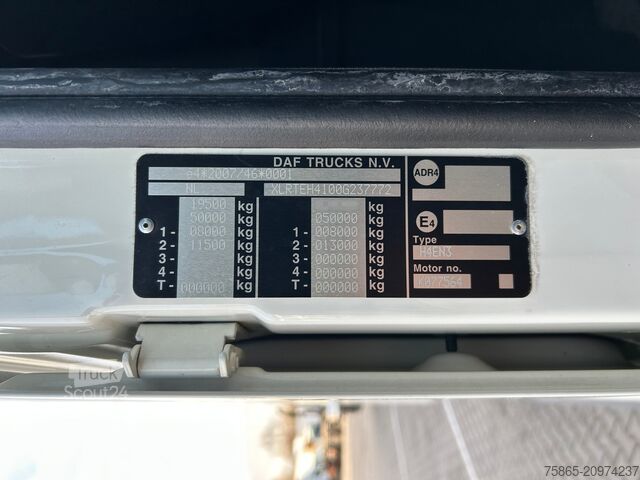 DAF TRUCKS N.V.
e4*2007/46*0001
NL XLRTEH4100G237772
19500 kg kg
50000 kg 050000 kg
1- 08000 kg 1- 008000 kg
2- 11500 kg 2- 013000 kg
3- kg 3- 000000 kg
4- kg 4- 000000 kg
T- 000000 kg T- 000000 kg
ADR4
E4
Type
H4EN3
Motor no.
K077564
Truck
Scout24
75865-20974237